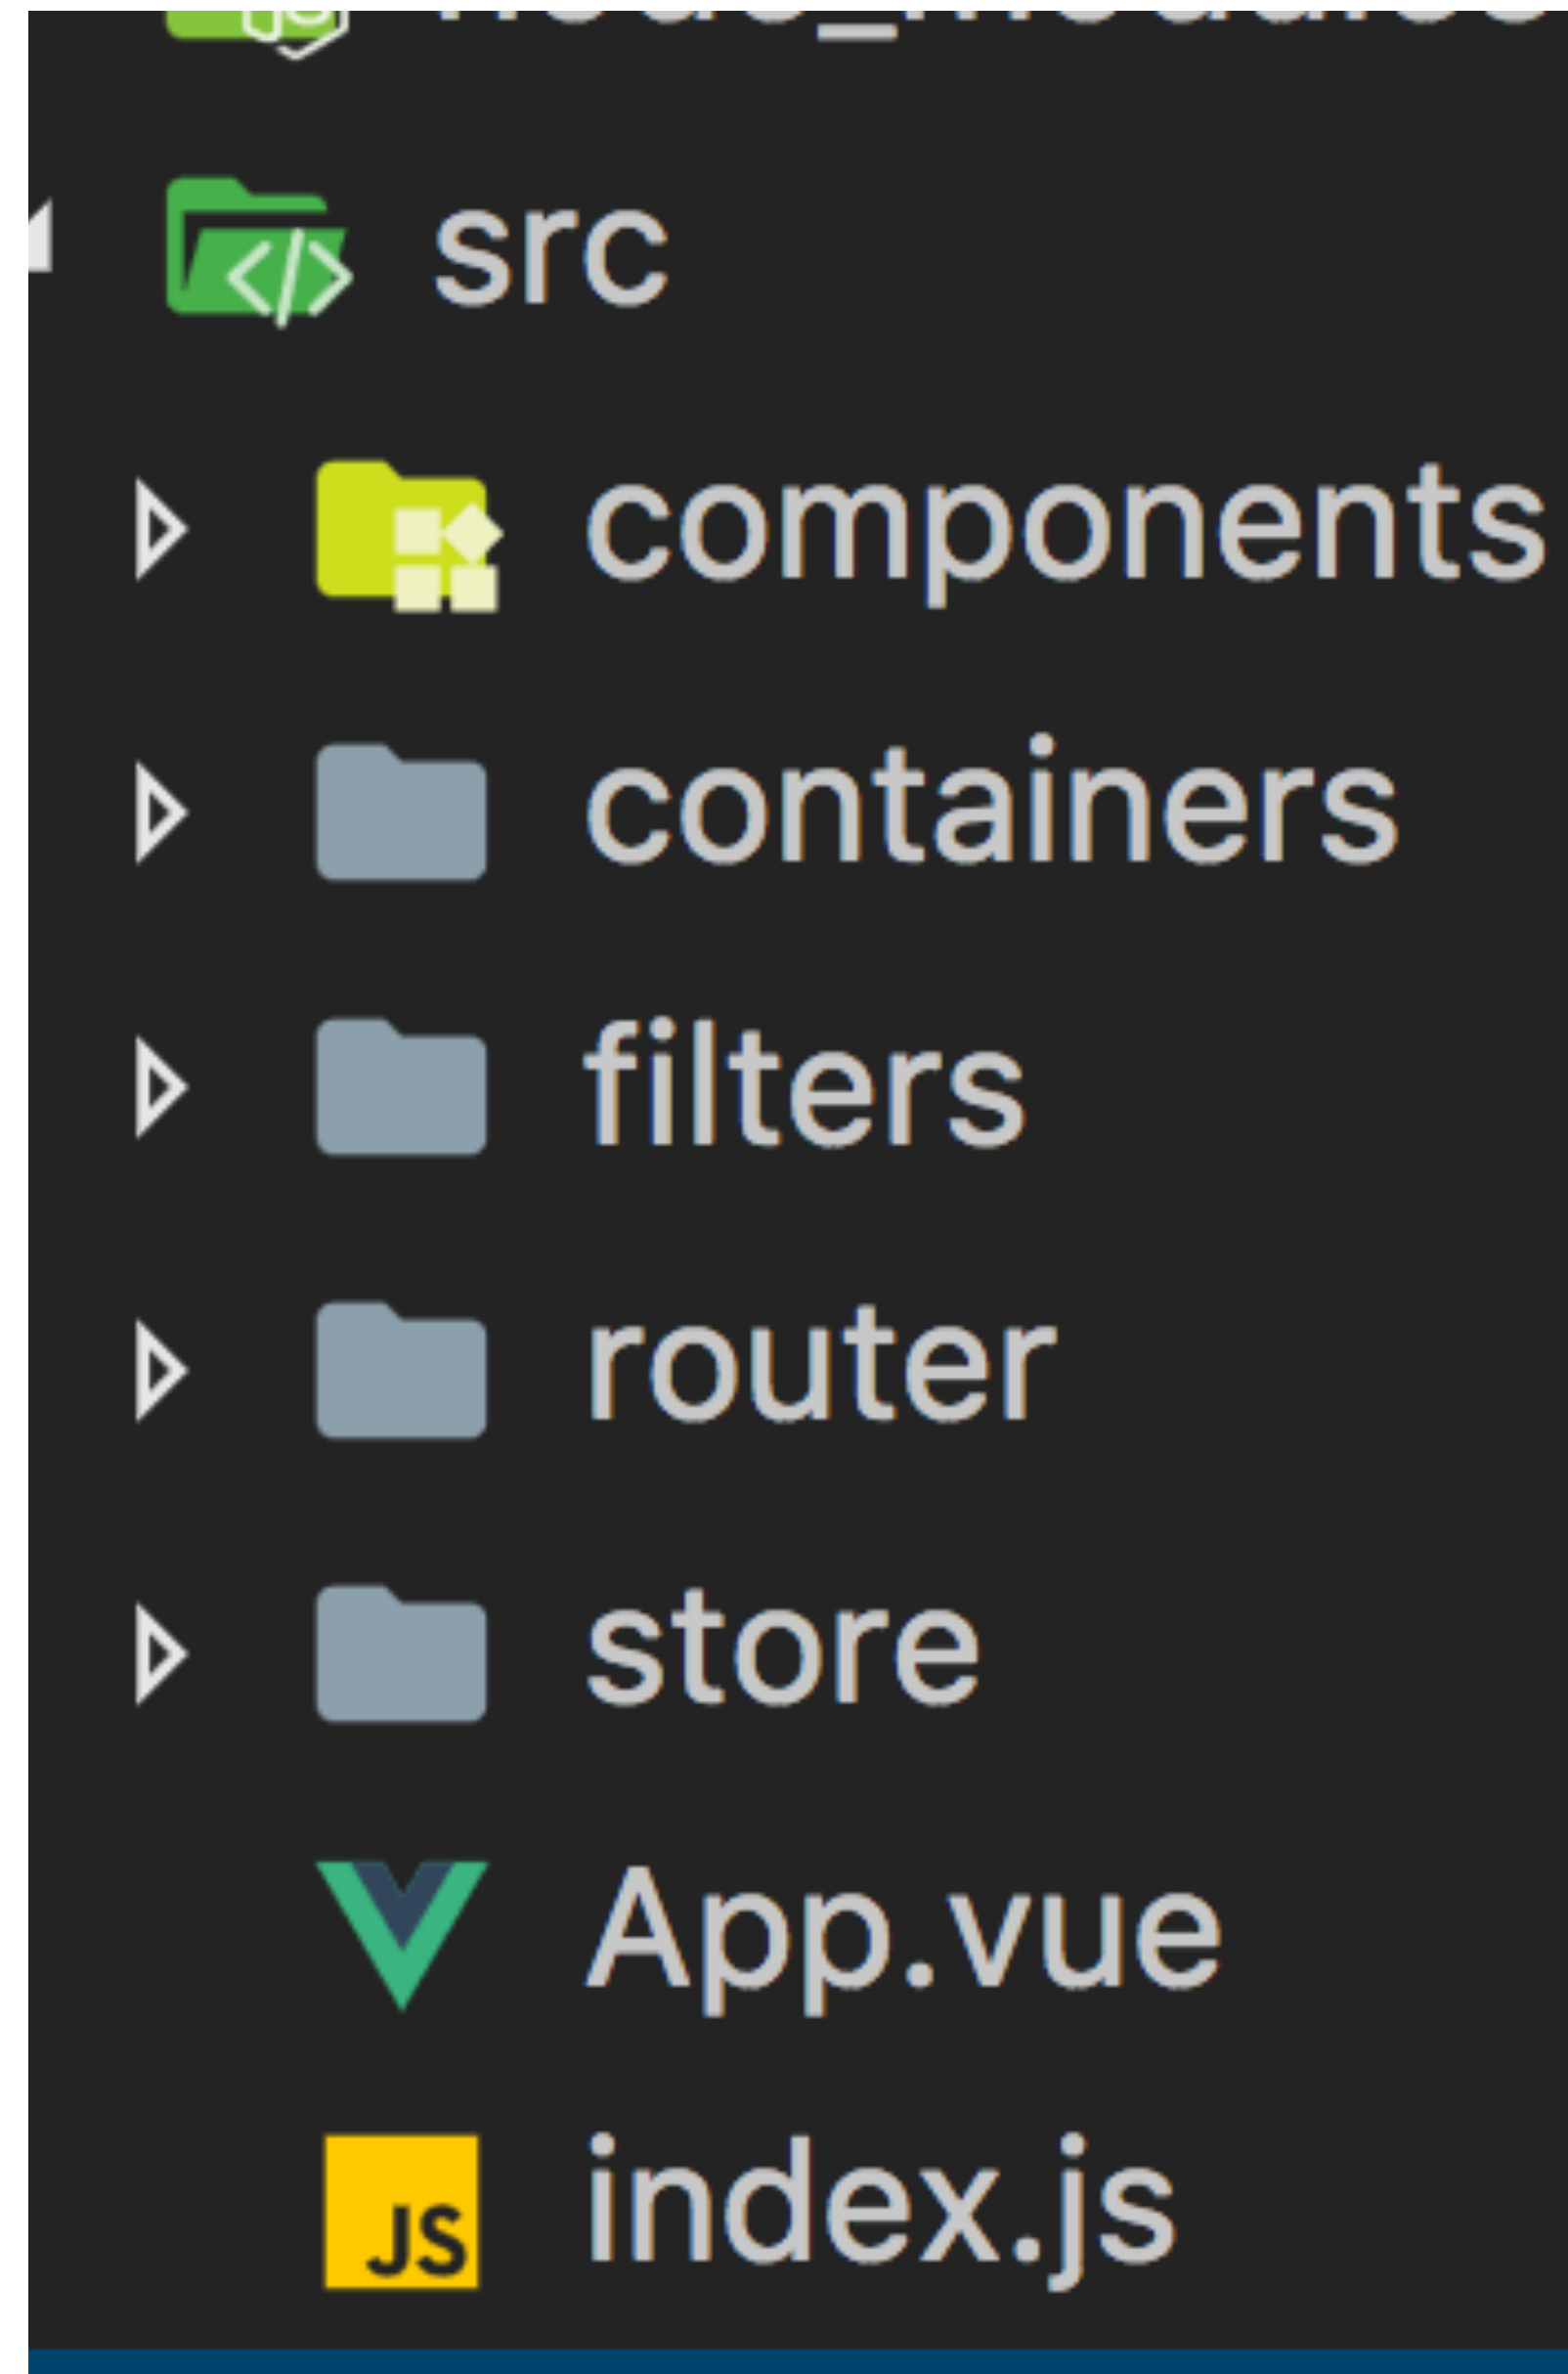 src
components
containers
filters
router
store
App.vue
JS index.js